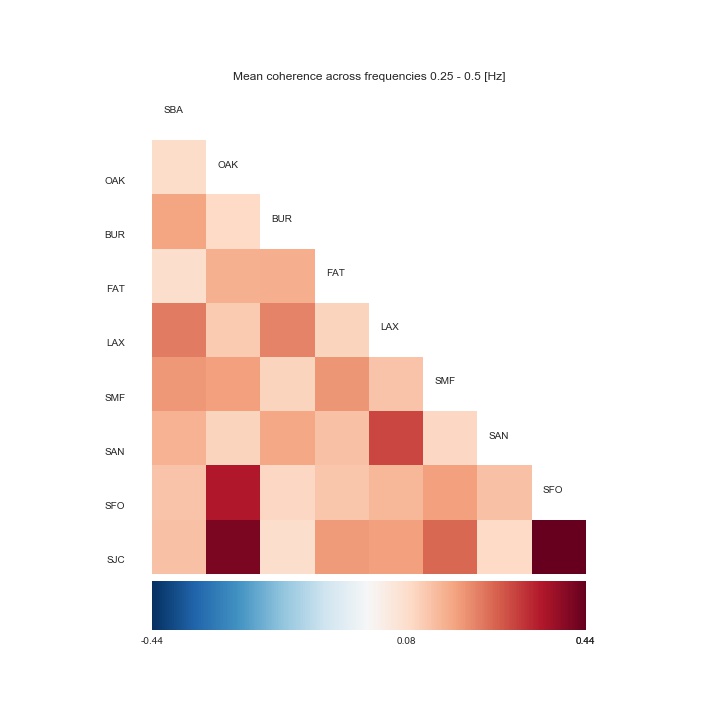 Mean coherence across frequencies 0.25 - 0.5 [Hz]
SBA
OAK
OAK
BUR
BUR
FAT
FAT
LAX
LAX
SMF
SMF
SAN
SAN
SFO
SFO
SJC
-0.44 0.08 0.44